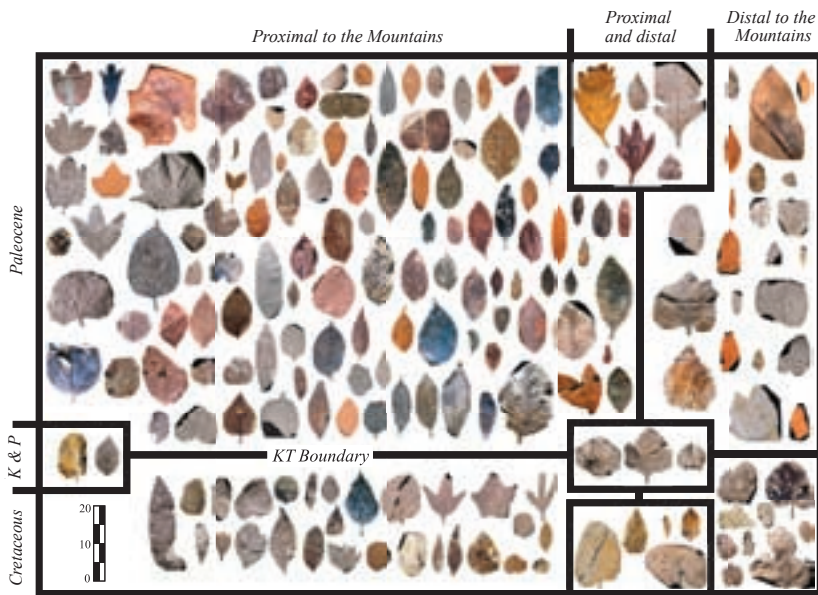 Proximal to the Mountains
Proximal
and distal
Distal to the
Mountains
Paleocene
K & P
KT Boundary
Cretaceous
20
10
0